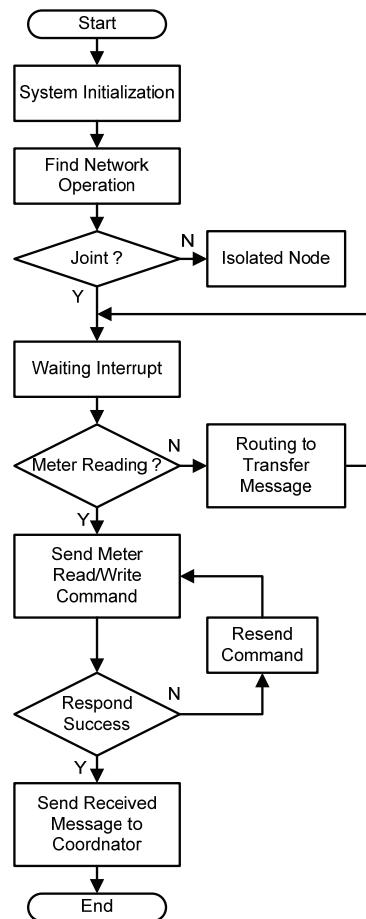 Start
System Initialization
Find Network
Operation
Joint ?
N
Isolated Node
Y
Waiting Interrupt
Meter Reading ?
N
Routing to
Transfer
Message
Y
Send Meter
Read/Write
Command
Resend
Command
Respond
Success
N
Y
Send Received
Message to
Coordnator
End